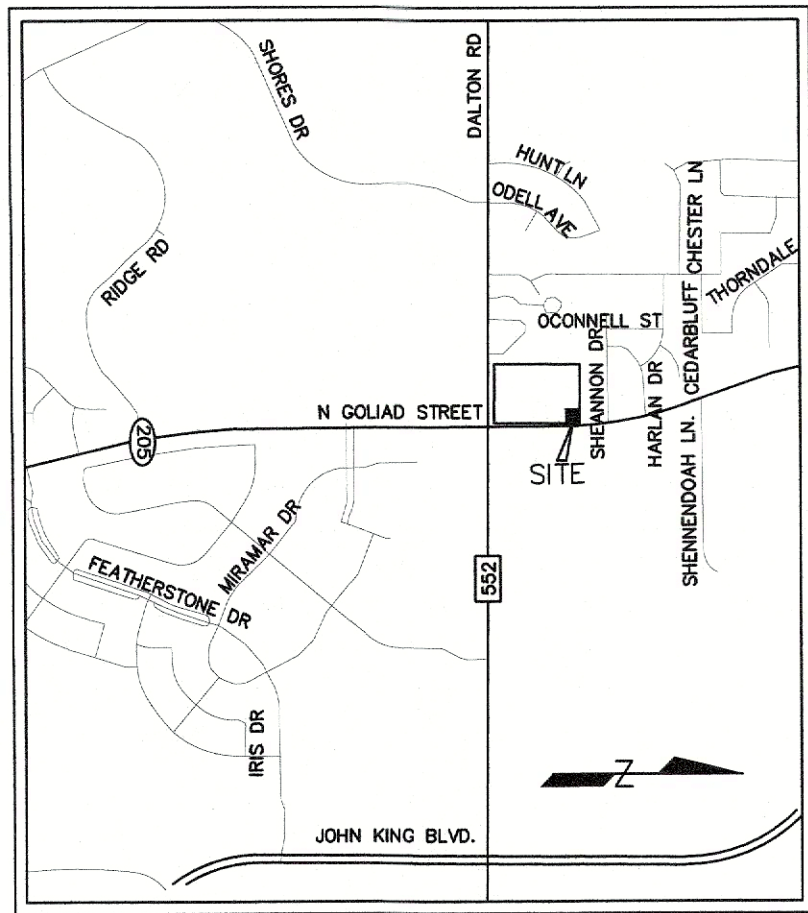 SHORES DR
DALTON RD
HUNT LN
ODELL AVE
CHESTER LN
THORNDALE
RIDGE RD
CEDARBLUFF
OCONNELL ST
SHEANNON DR
HARLAN DR
N GOLIAD STREET
205
SITE
SHENNENDOAH LN.
MIRAMAR DR
FEATHERSTONE DR
552
IRIS DR
Z
JOHN KING BLVD.